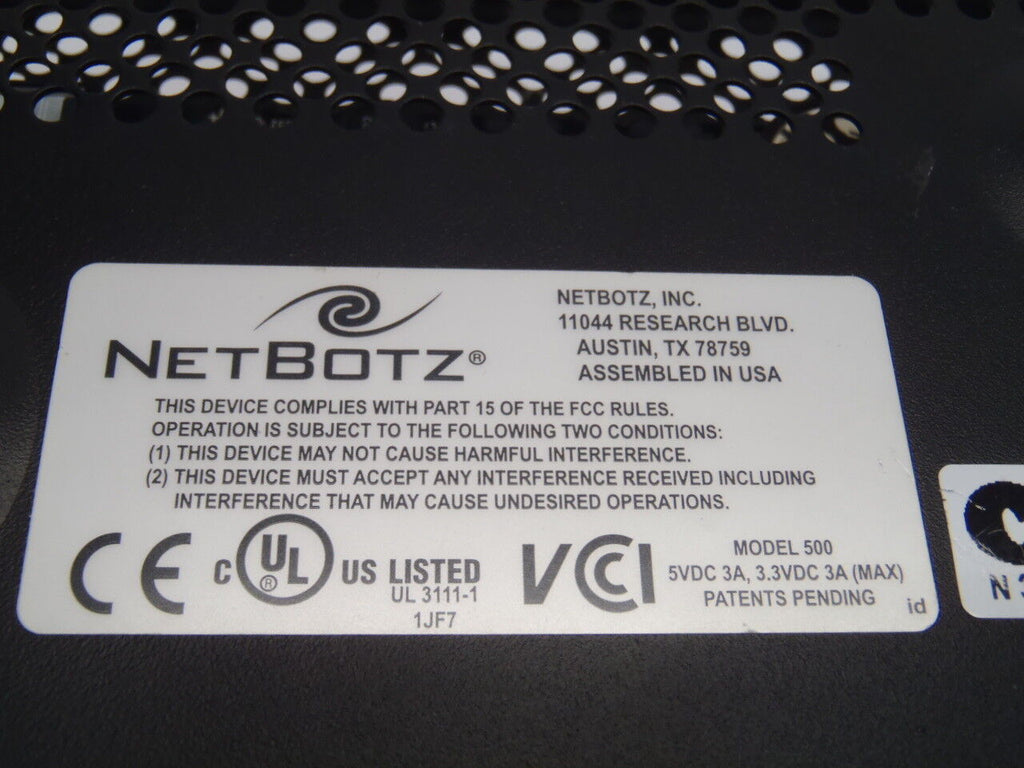 NETBOTZ®
NETBOTZ, INC.
11044 RESEARCH BLVD.
AUSTIN, TX 78759
ASSEMBLED IN USA
THIS DEVICE COMPLIES WITH PART 15 OF THE FCC RULES.
OPERATION IS SUBJECT TO THE FOLLOWING TWO CONDITIONS:
(1) THIS DEVICE MAY NOT CAUSE HARMFUL INTERFERENCE.
(2) THIS DEVICE MUST ACCEPT ANY INTERFERENCE RECEIVED INCLUDING
INTERFERENCE THAT MAY CAUSE UNDESIRED OPERATIONS.
CE
C UL® US LISTED
UL 3111-1
1JF7
VCCI
MODEL 500
5VDC 3A, 3.3VDC 3A (MAX)
PATENTS PENDING
id
N